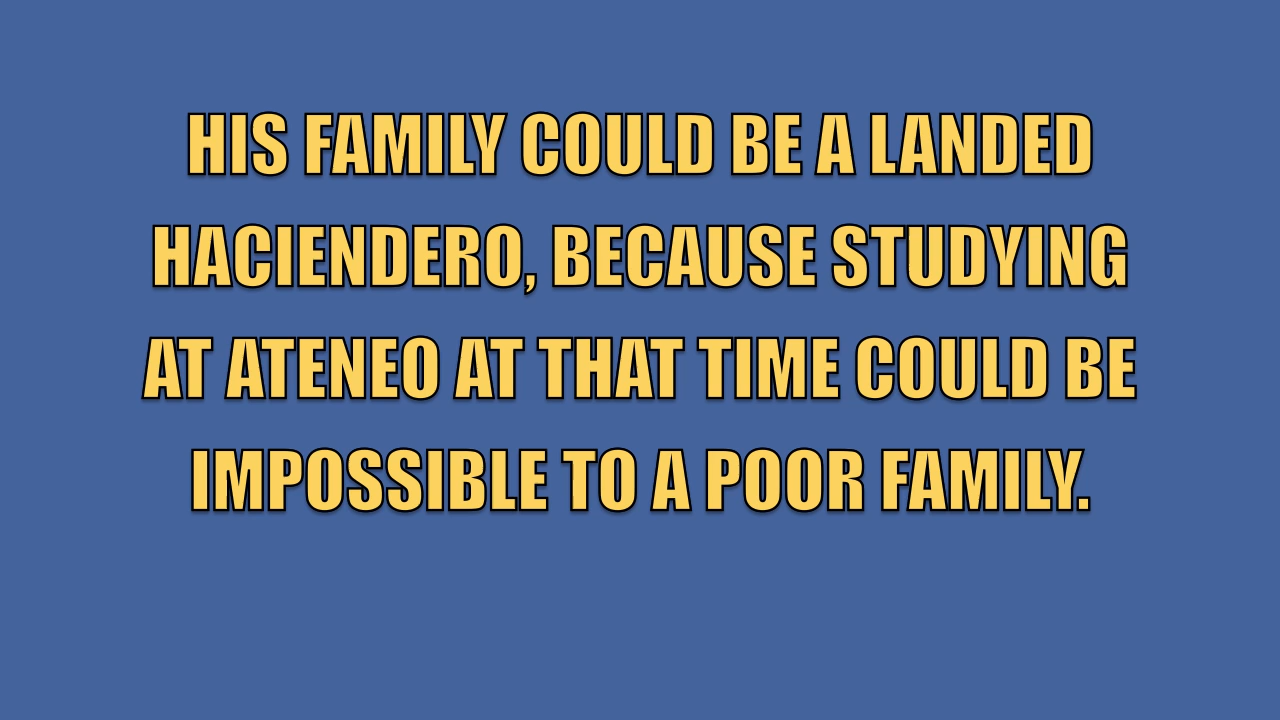 HIS FAMILY COULD BE A LANDED
HACIENDERO, BECAUSE STUDYING
AT ATENEO AT THAT TIME COULD BE
IMPOSSIBLE TO A POOR FAMILY.